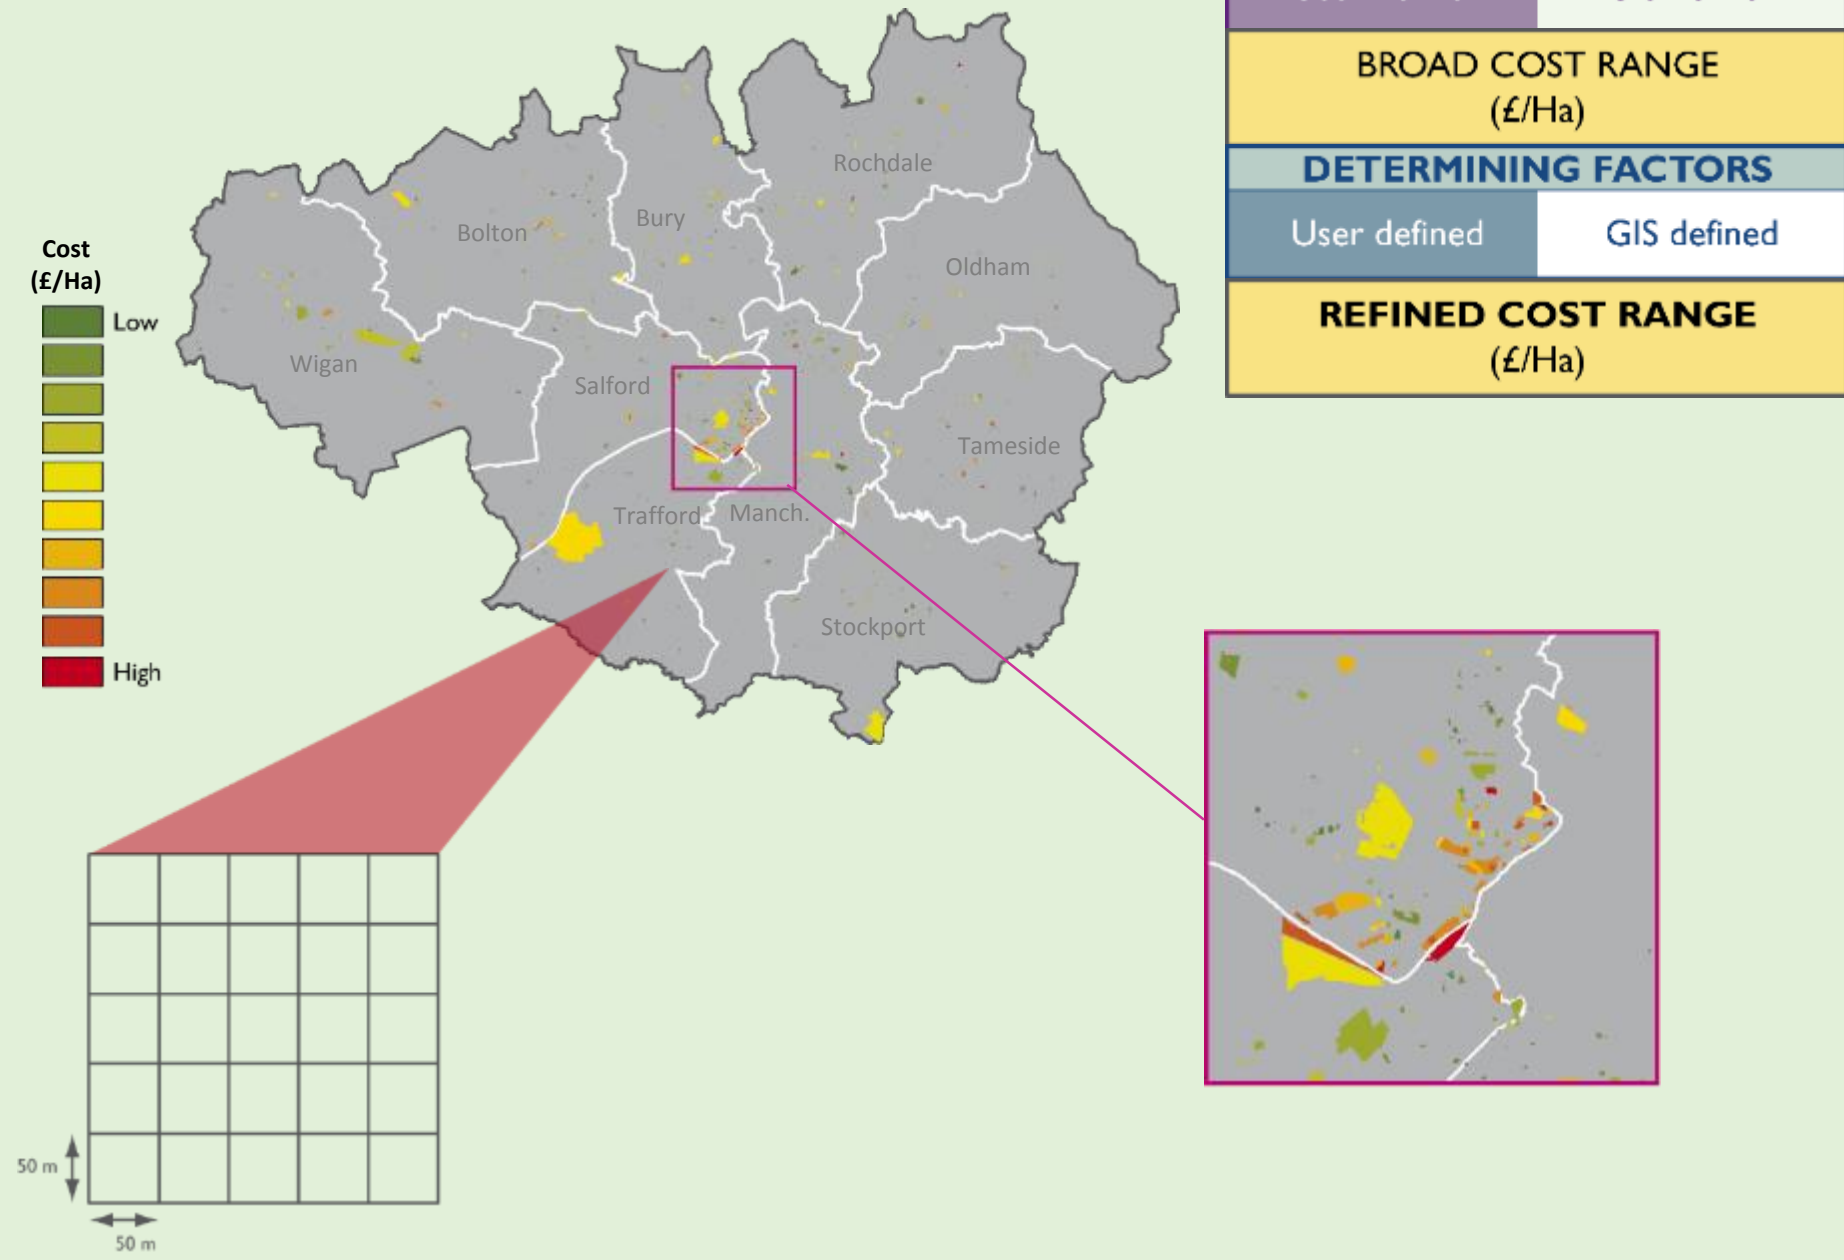 BROAD COST RANGE
(£/Ha)
DETERMINING FACTORS
User defined GIS defined
REFINED COST RANGE
(£/Ha)
Cost
(£/Ha)
Low
High
Rochdale
Bury
Bolton
Oldham
Wigan
Salford
Tameside
Trafford
Manch.
Stockport
50 m
50 m